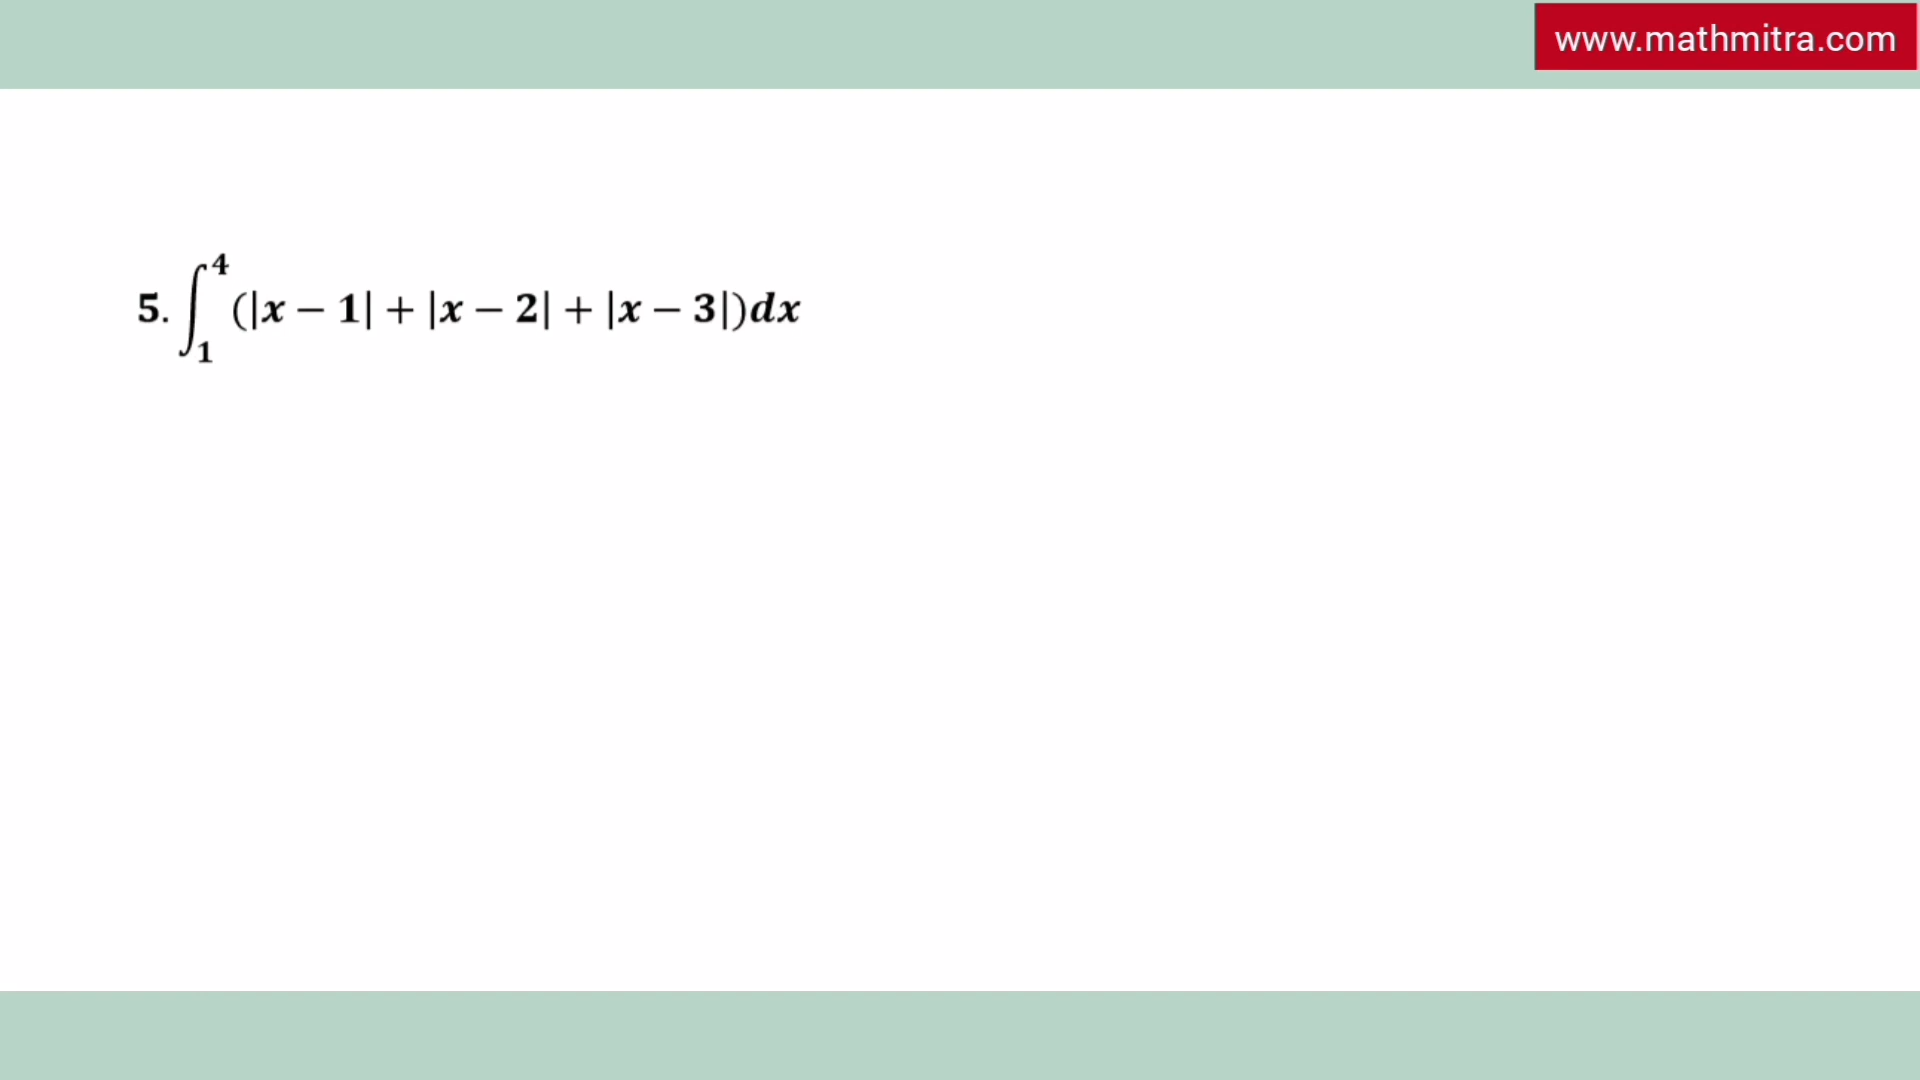 www.mathmitra.com
5. ∫₁⁴ (|x − 1| + |x − 2| + |x − 3|)dx